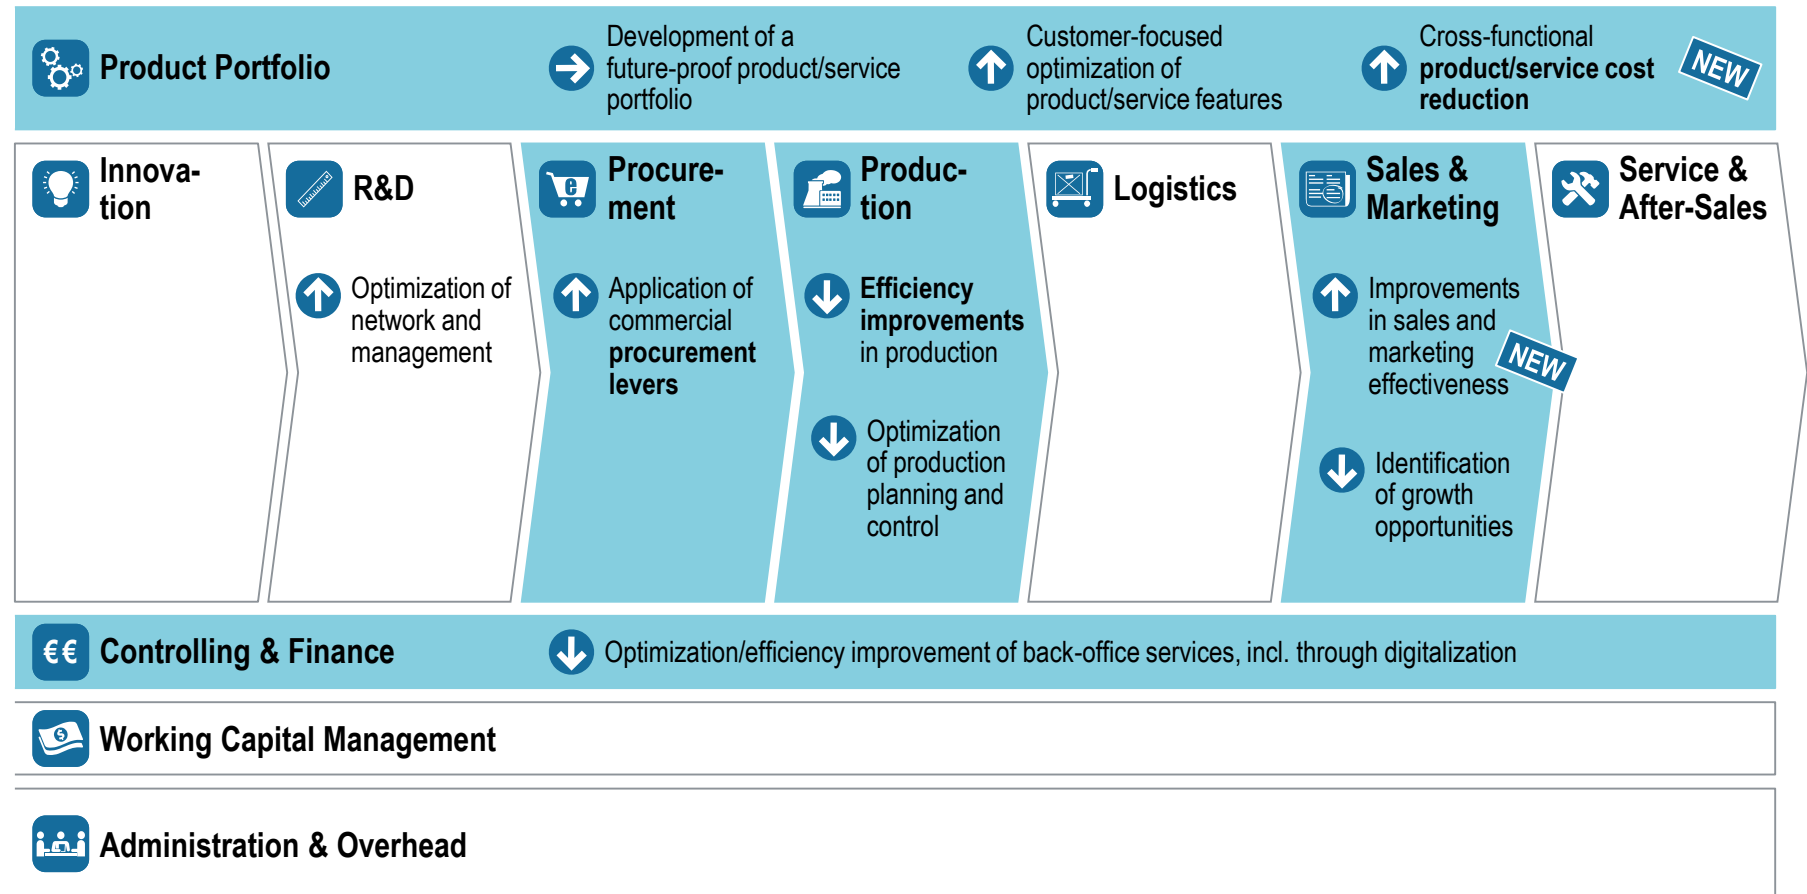 Product Portfolio
Development of a
future-proof product/service
portfolio
Customer-focused
optimization of
product/service features
Cross-functional
product/service cost
reduction
NEW
Innova-
tion
R&D
Optimization of
network and
management
Procure-
ment
Application of
commercial
procurement
levers
Produc-
tion
Efficiency
improvements
in production
Optimization
of production
planning and
control
Logistics
Sales &
Marketing
Improvements
in sales and
marketing
effectiveness
NEW
Identification
of growth
opportunities
Service &
After-Sales
€€
Controlling & Finance
Optimization/efficiency improvement of back-office services, incl. through digitalization
Working Capital Management
Administration & Overhead